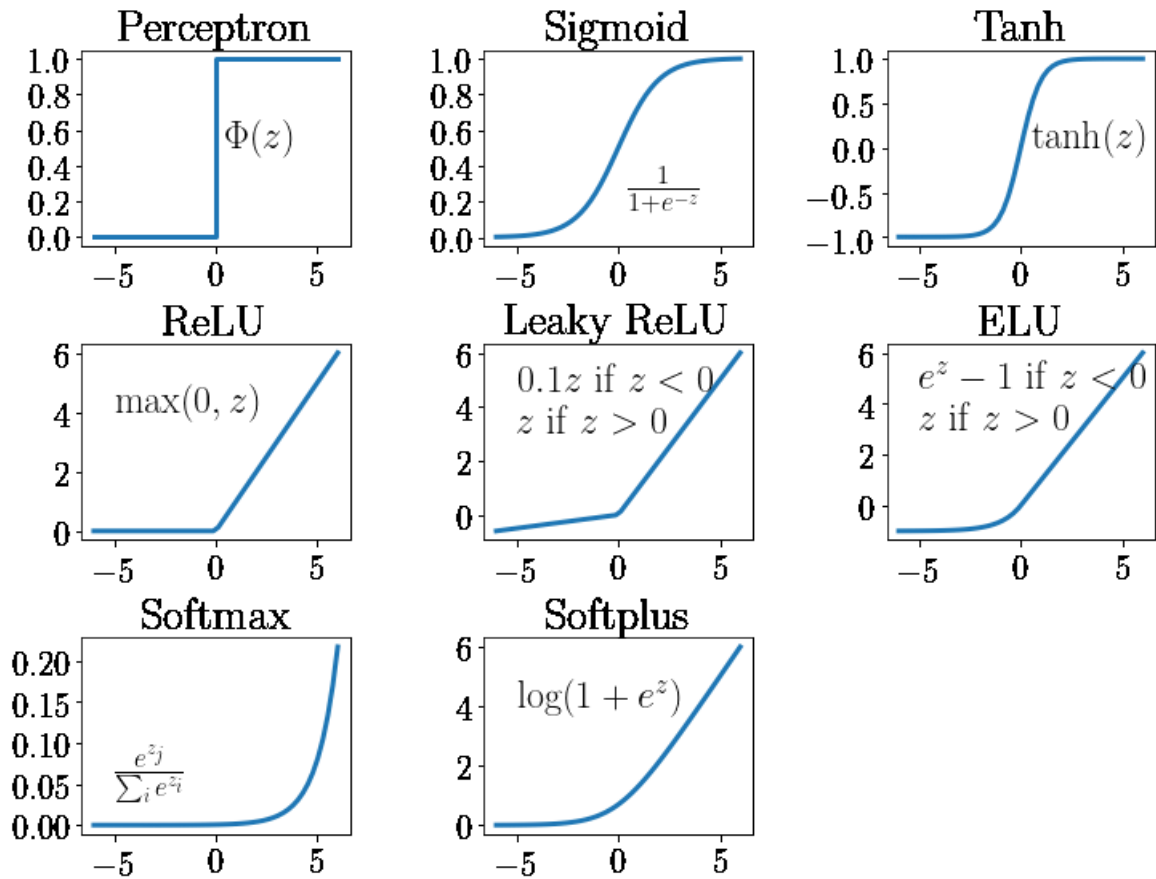 Perceptron
1.0
0.8
0.6
0.4
0.2
0.0
Φ(z)
−5 0 5
Sigmoid
1.0
0.8
0.6
0.4
0.2
0.0
1/(1+e^{−z})
−5 0 5
Tanh
1.0
0.5
0.0
−0.5
−1.0
tanh(z)
−5 0 5
ReLU
6
4
2
0
max(0, z)
−5 0 5
Leaky ReLU
6
4
2
0
0.1z if z < 0
z if z > 0
−5 0 5
ELU
6
4
2
0
e^z − 1 if z < 0
z if z > 0
−5 0 5
Softmax
0.20
0.15
0.10
0.05
0.00
e^{z_j}/∑_i e^{z_i}
−5 0 5
Softplus
6
4
2
0
log(1 + e^z)
−5 0 5